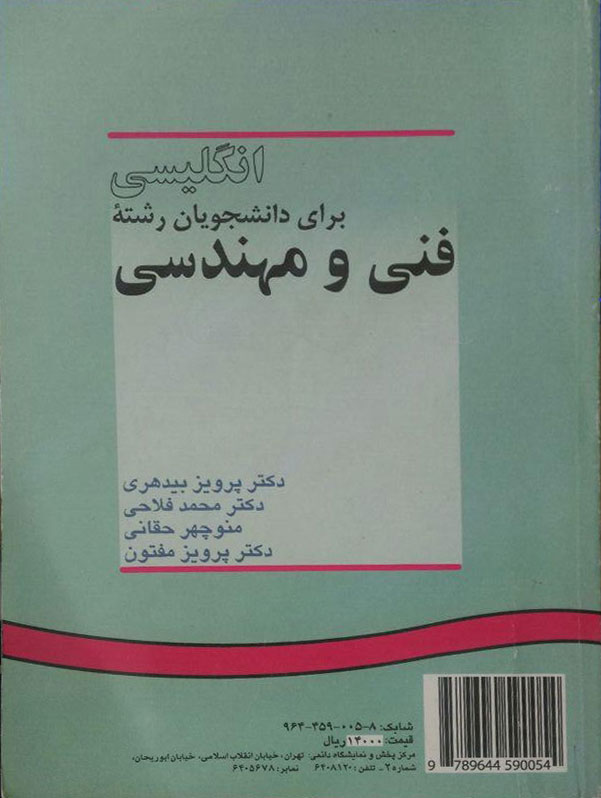 انگلیسی
برای دانشجویان رشتهٔ
فنی و مهندسی
دکتر پرویز بیدهری
دکتر محمد فلاحی
منوچهر حقانی
دکتر پرویز مفتون
شابک: ۸-۰۰۵-۴۵۹-۹۶۴
قیمت: ۱۴۰۰۰ ریال
مرکز پخش و نمایشگاه دائمی: تهران، خیابان انقلاب اسلامی، خیابان ابوریحان،
شماره ۲ - تلفن: ۶۴۰۸۱۲۰ نمابر: ۶۴۰۵۶۷۸
9 789644 590054